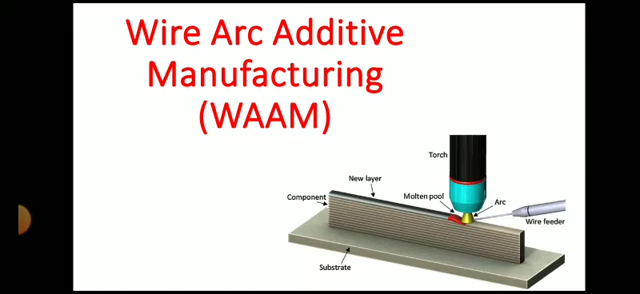 Wire Arc Additive
Manufacturing
(WAAM)
Torch
New layer
Molten pool
Arc
Component
Wire feeder
Substrate